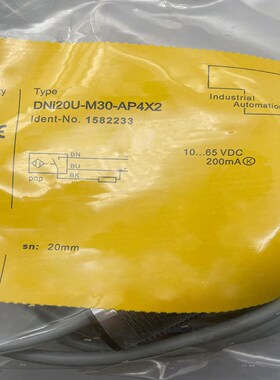 Type
DNI20U-M30-AP4X2
Ident-No. 1582233
Industrial
Automation
BN
BU
BK
pnp
10...65 VDC
200mA K
sn: 20mm